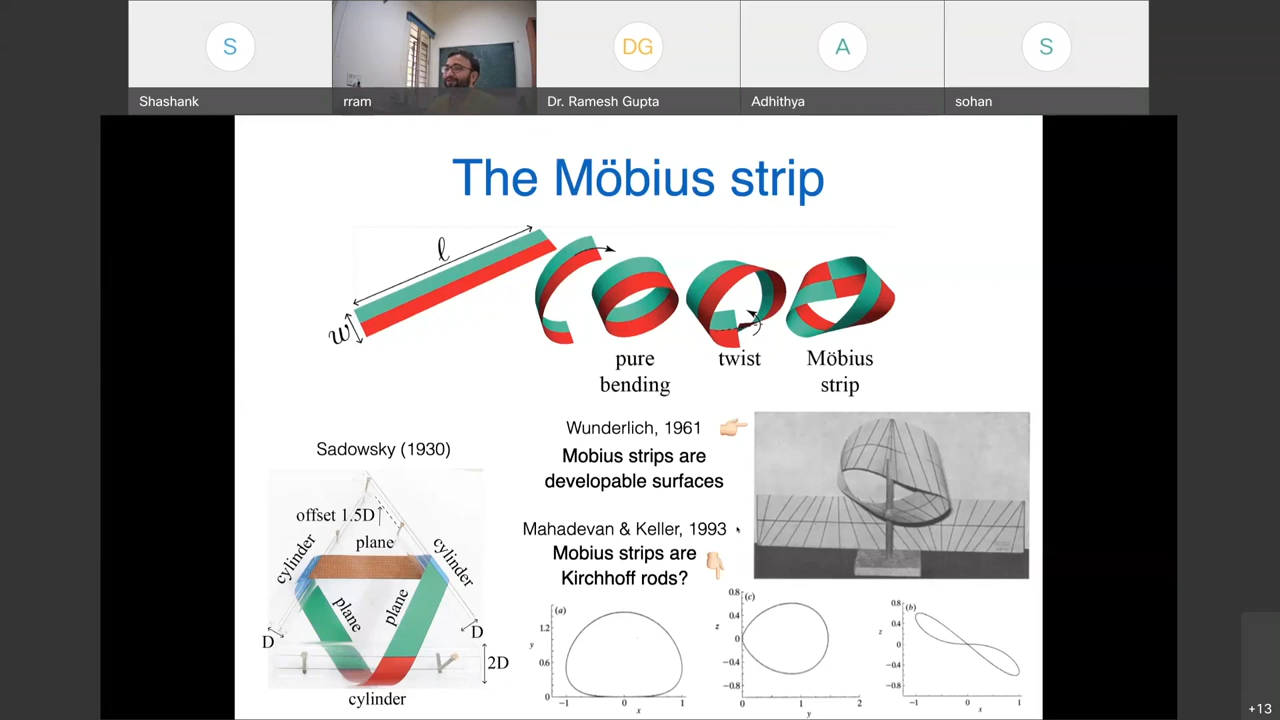 S
DG
A
S
Shashank
rram
Dr. Ramesh Gupta
Adhithya
sohan
The Möbius strip
ℓ
w
pure
bending
twist
Möbius
strip
Sadowsky (1930)
offset 1.5D
plane
cylinder
cylinder
plane
plane
D
D
2D
cylinder
Wunderlich, 1961
Mobius strips are
developable surfaces
Mahadevan & Keller, 1993
Mobius strips are
Kirchhoff rods?
(a)
1.2
y
0.6
0
−1
0
1
x
(c)
0.8
0.4
z
0
−0.4
−0.8
0
1
2
y
(b)
0.8
0.4
z
0
−0.4
−0.8
−1
0
1
x
+13